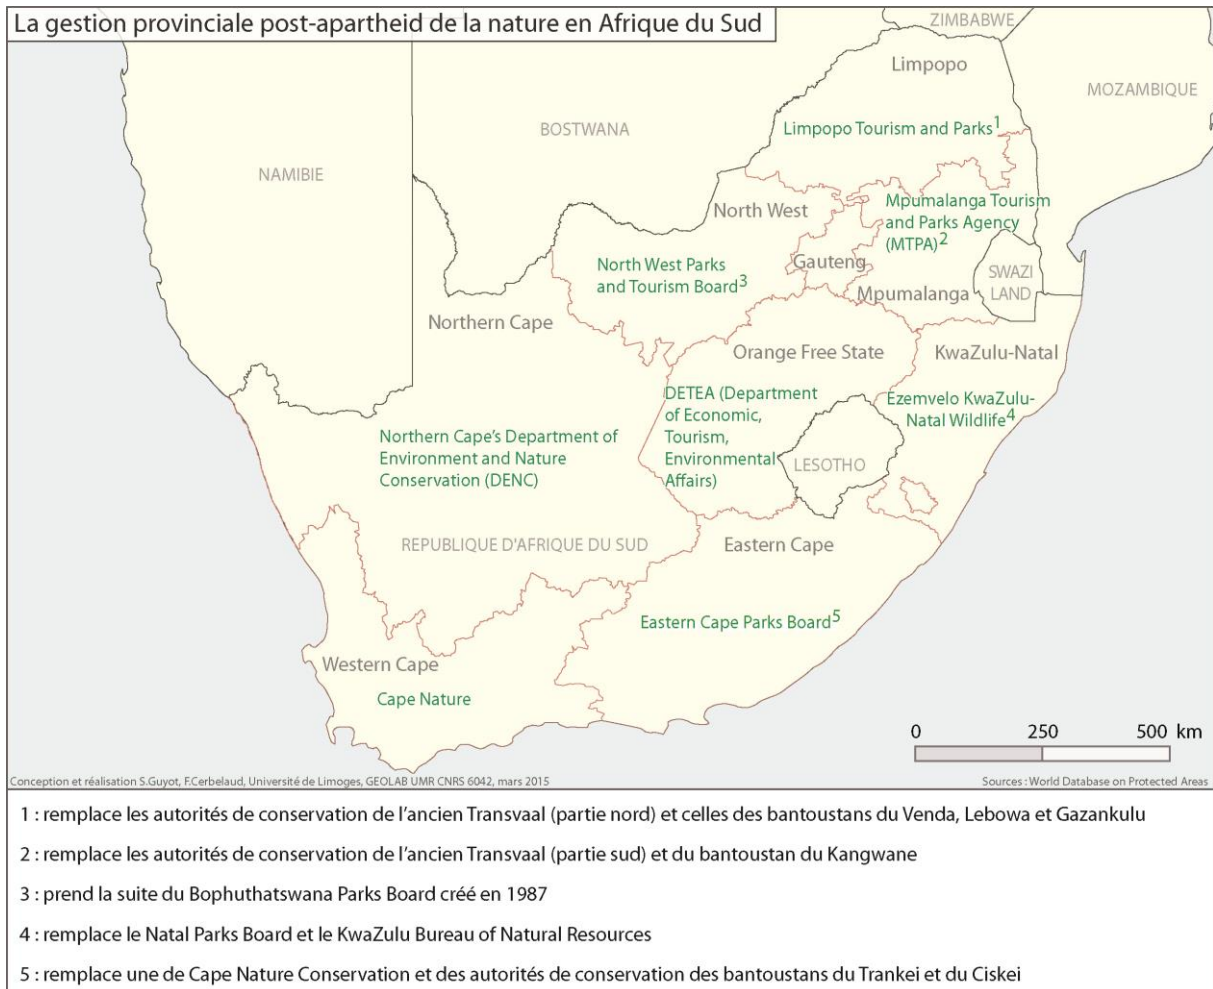 La gestion provinciale post-apartheid de la nature en Afrique du Sud
ZIMBABWE
Limpopo
MOZAMBIQUE
BOSTWANA
Limpopo Tourism and Parks1
NAMIBIE
North West
Mpumalanga Tourism
and Parks Agency
(MTPA)2
North West Parks
and Tourism Board3
Gauteng
SWAZI
LAND
Mpumalanga
Northern Cape
Orange Free State
KwaZulu-Natal
DETEA (Department
of Economic,
Tourism,
Environmental
Affairs)
Ezemvelo KwaZulu-
Natal Wildlife4
Northern Cape's Department of
Environment and Nature
Conservation (DENC)
LESOTHO
REPUBLIQUE D'AFRIQUE DU SUD
Eastern Cape
Eastern Cape Parks Board5
Western Cape
Cape Nature
0 250 500 km
Conception et réalisation S.Guyot, F.Cerbelaud, Université de Limoges, GEOLAB UMR CNRS 6042, mars 2015
Sources : World Database on Protected Areas
1 : remplace les autorités de conservation de l'ancien Transvaal (partie nord) et celles des bantoustans du Venda, Lebowa et Gazankulu
2 : remplace les autorités de conservation de l'ancien Transvaal (partie sud) et du bantoustan du Kangwane
3 : prend la suite du Bophuthatswana Parks Board créé en 1987
4 : remplace le Natal Parks Board et le KwaZulu Bureau of Natural Resources
5 : remplace une de Cape Nature Conservation et des autorités de conservation des bantoustans du Trankei et du Ciskei